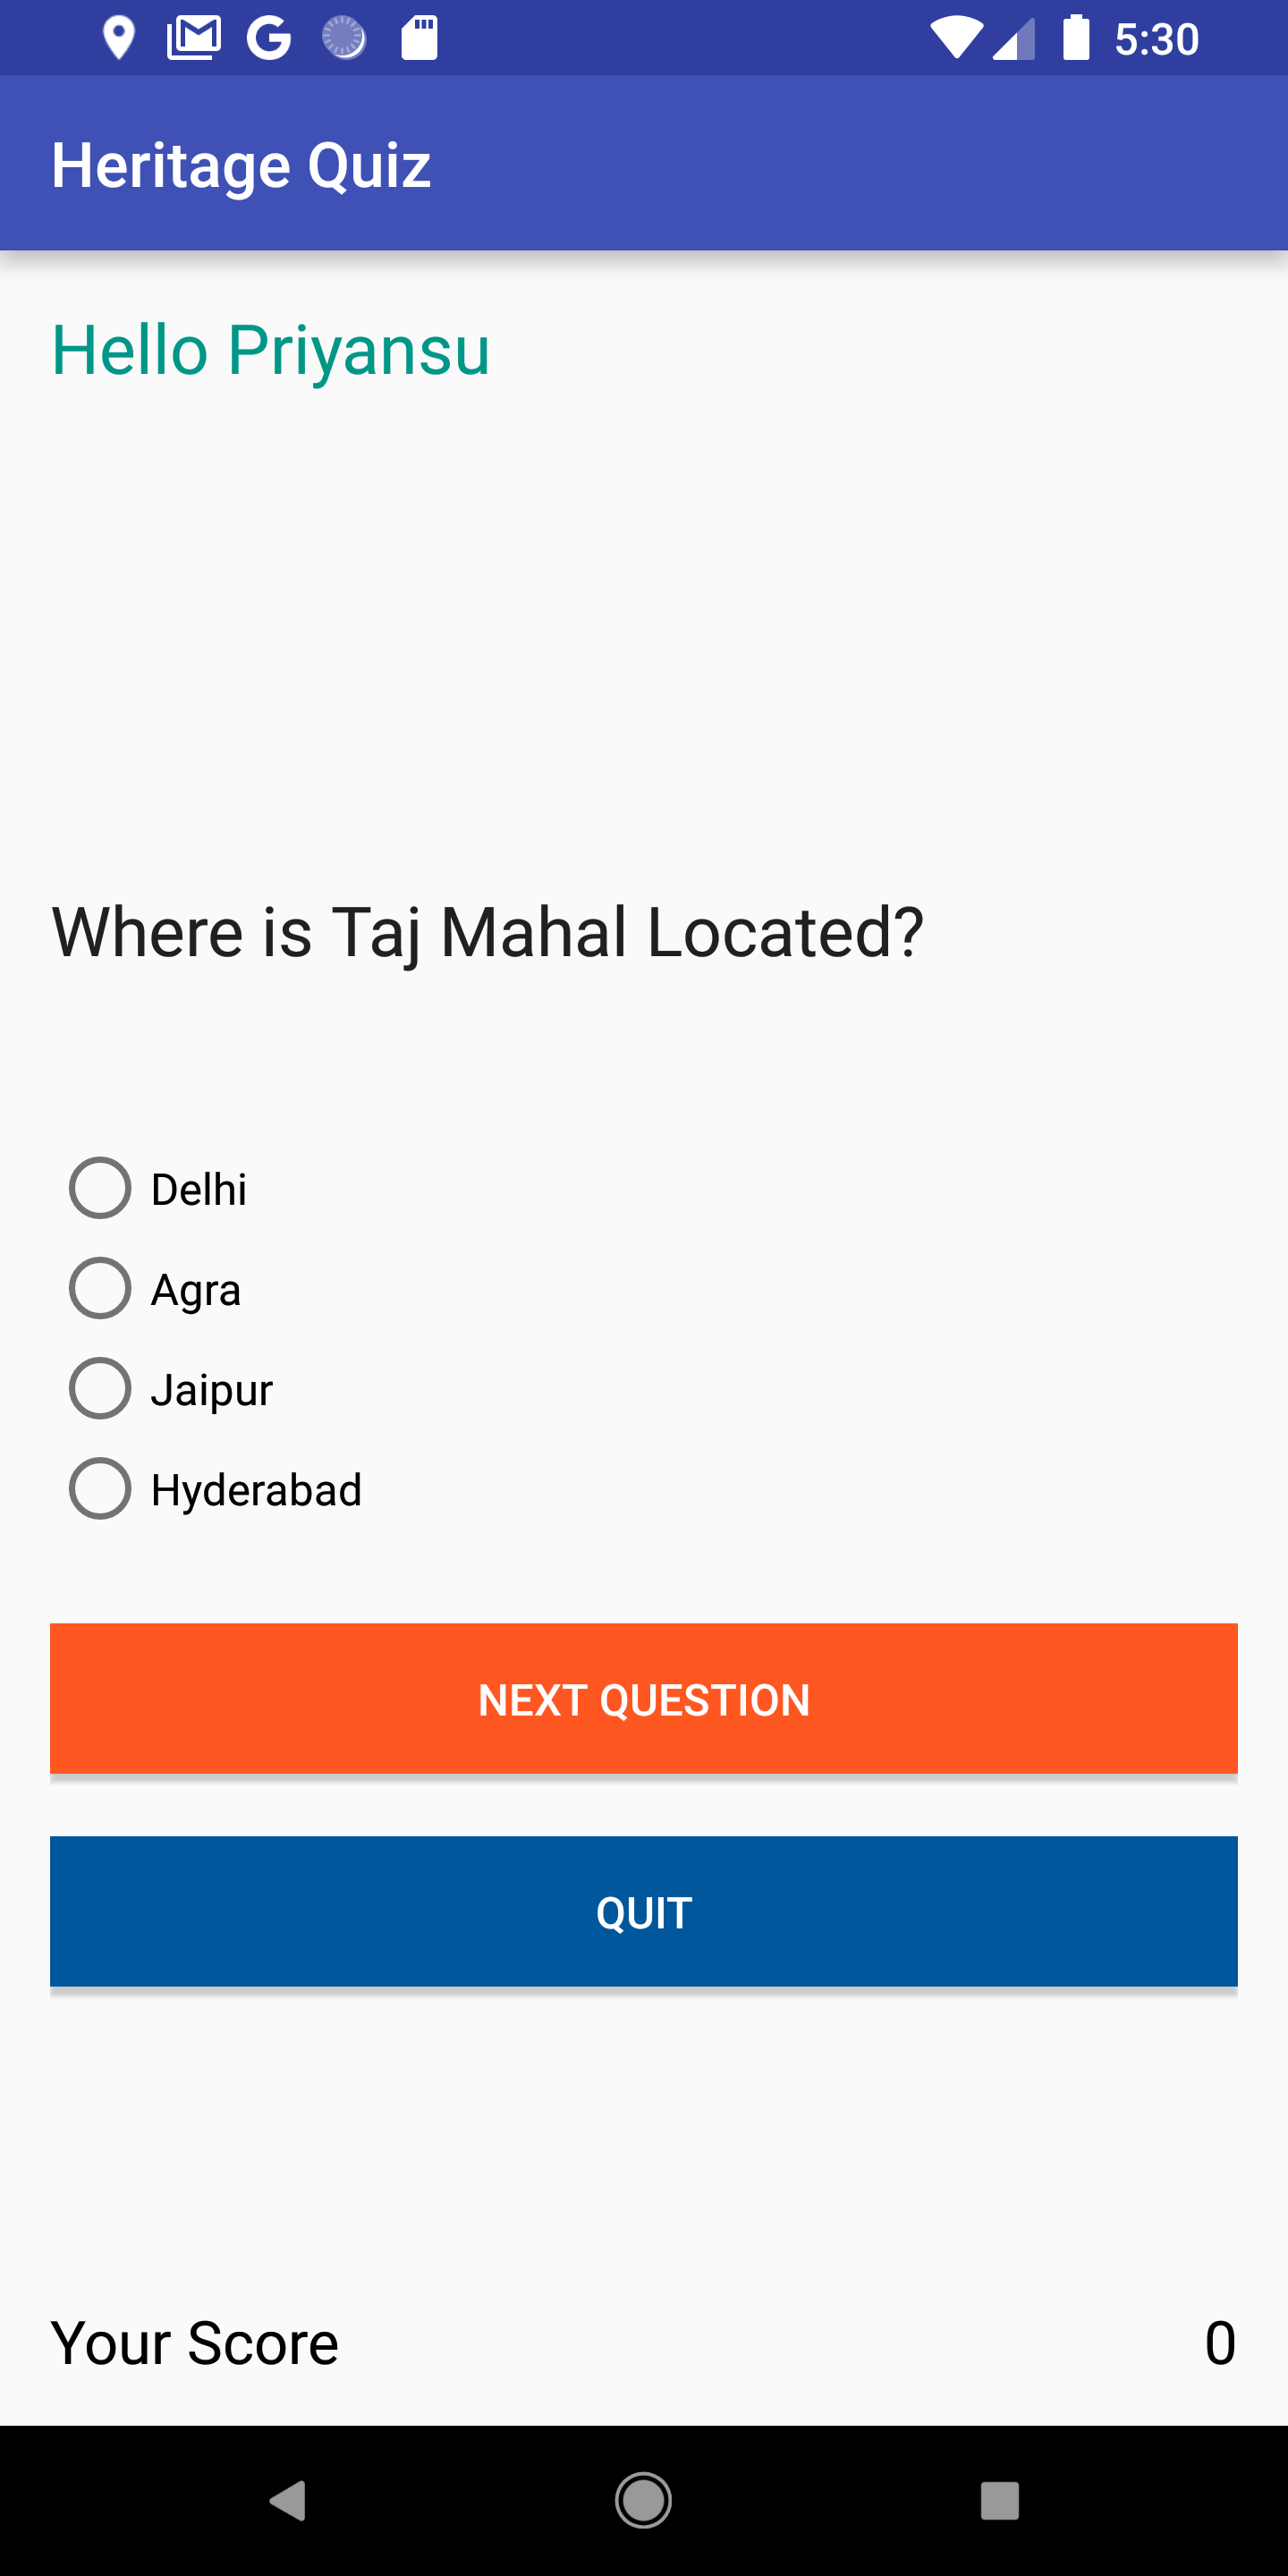 5:30
Heritage Quiz
Hello Priyansu
Where is Taj Mahal Located?
Delhi
Agra
Jaipur
Hyderabad
NEXT QUESTION
QUIT
Your Score 0